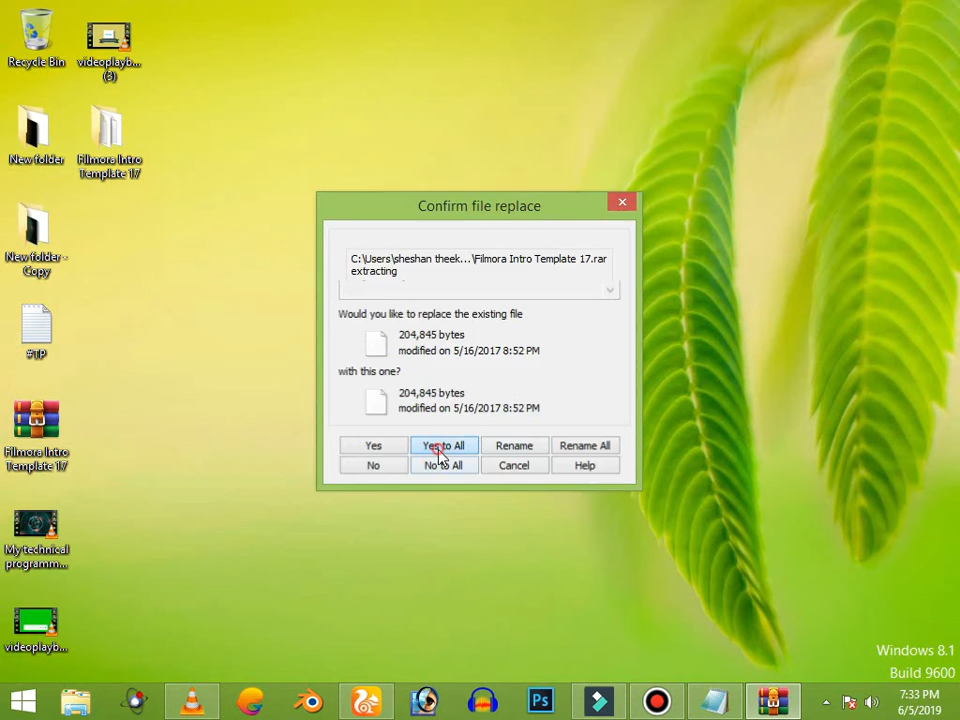 Recycle Bin
videoplayb...
(3)
New folder
Filmora Intro
Template 17
New folder -
Copy
#TP
Filmora Intro
Template 17
My technical
programm...
videoplayb...
Confirm file replace
C:\Users\sheshan theek...\Filmora Intro Template 17.rar
extracting
Would you like to replace the existing file
204,845 bytes
modified on 5/16/2017 8:52 PM
with this one?
204,845 bytes
modified on 5/16/2017 8:52 PM
Yes
Yes to All
Rename
Rename All
No
No to All
Cancel
Help
Windows 8.1
Build 9600
Ps
7:33 PM
6/5/2019